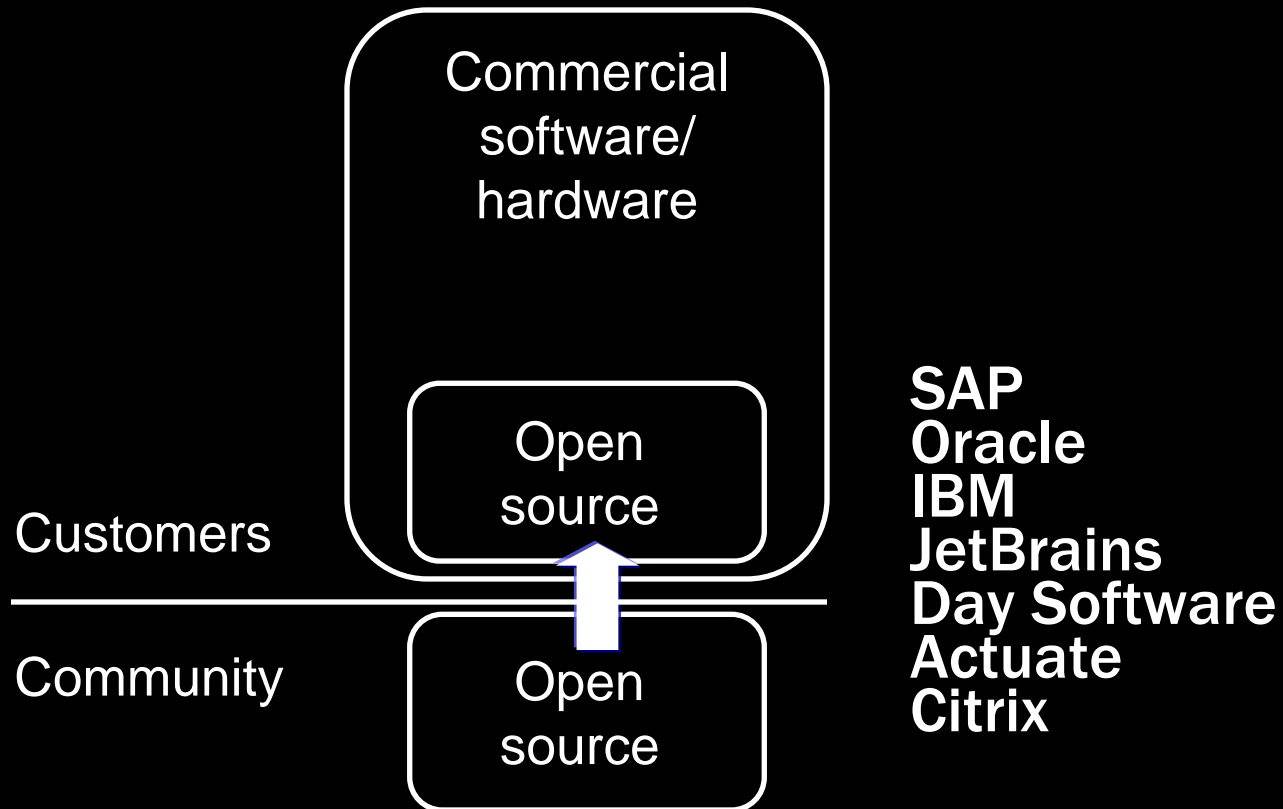 Commercial
software/
hardware
Open
source
Customers
Community
Open
source
SAP
Oracle
IBM
JetBrains
Day Software
Actuate
Citrix